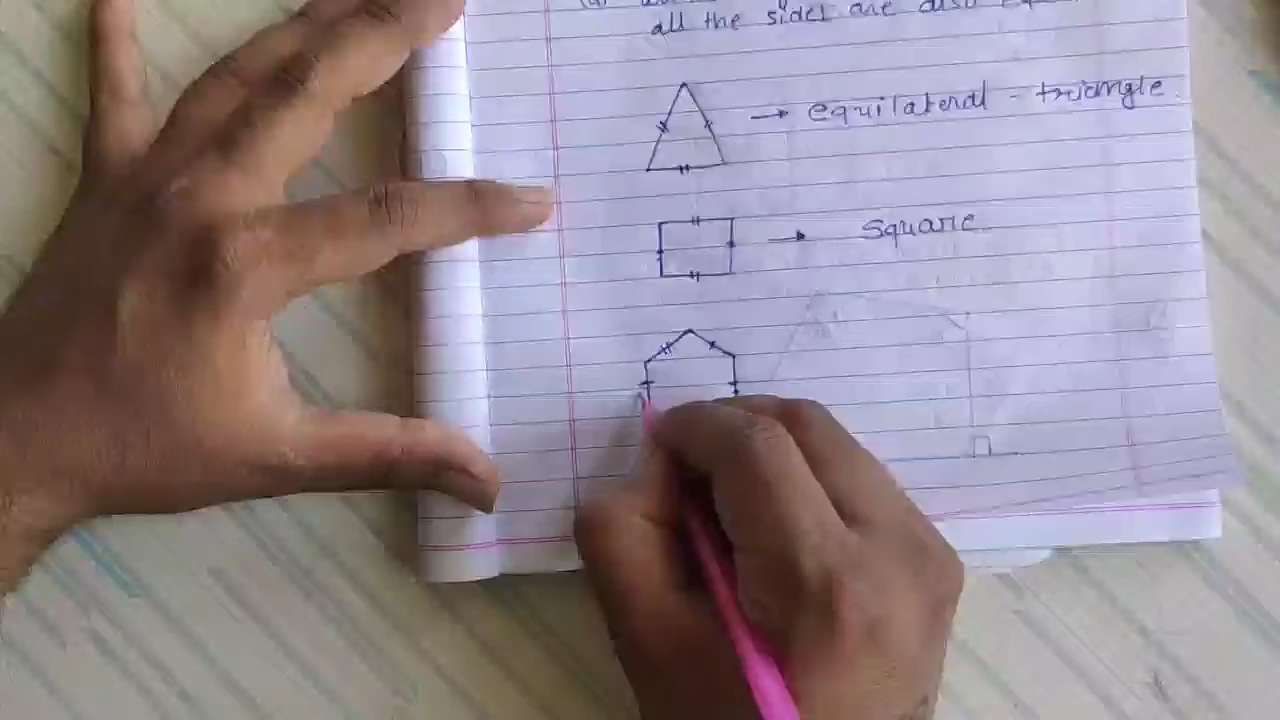 all the sides are also
→ equilateral - triangle.
→ Square